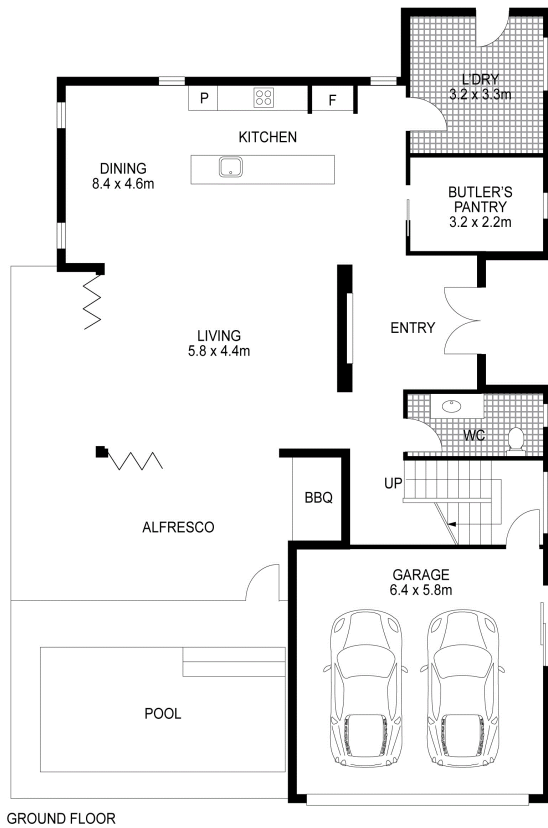 L'DRY
3.2 x 3.3m
P
F
KITCHEN
DINING
8.4 x 4.6m
BUTLER'S
PANTRY
3.2 x 2.2m
ENTRY
LIVING
5.8 x 4.4m
WC
UP
BBQ
ALFRESCO
GARAGE
6.4 x 5.8m
POOL
GROUND FLOOR